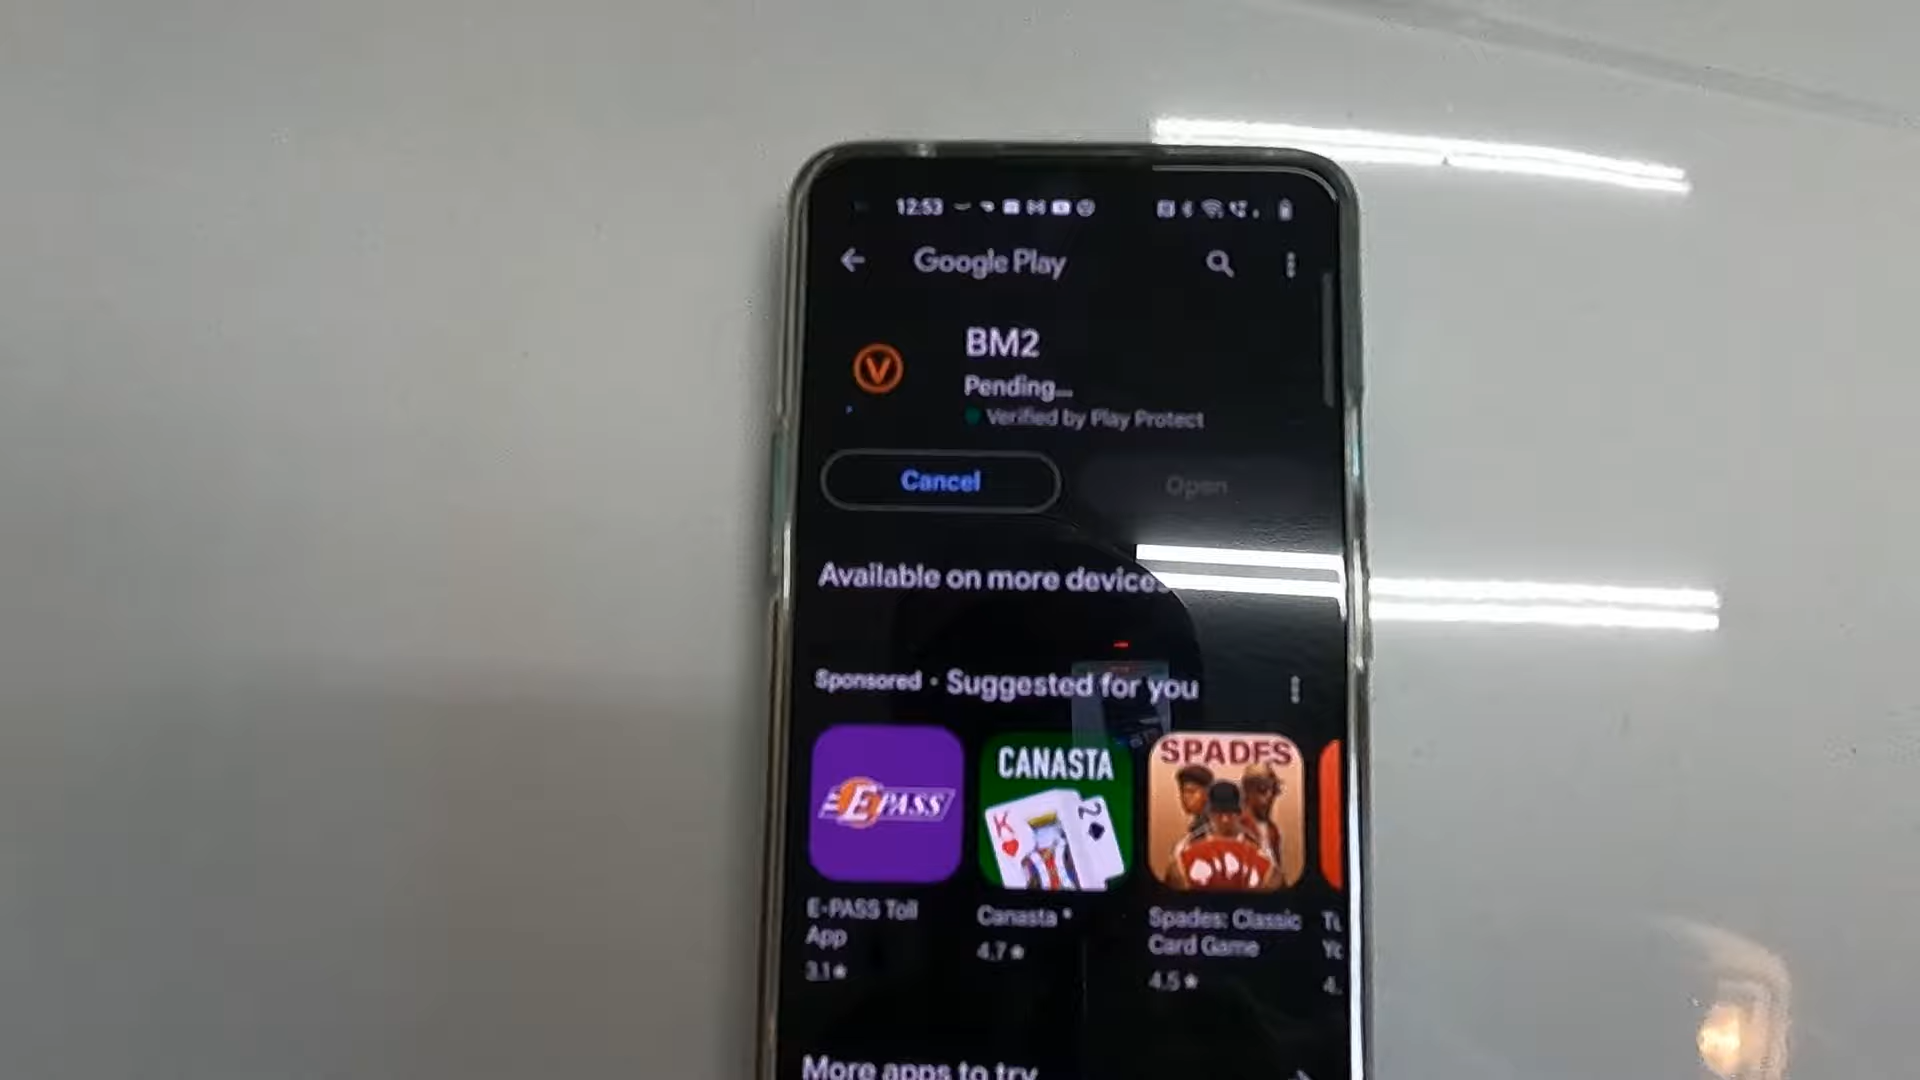 12:53
Google Play
V
BM2
Pending...
Verified by Play Protect
Cancel
Open
Available on more devices
Sponsored • Suggested for you
E-PASS
CANASTA
K
2
SPADES
E-PASS Toll
App
3.1★
Canasta *
4.7★
Spades: Classic
Card Game
4.5★
4.
More apps to try